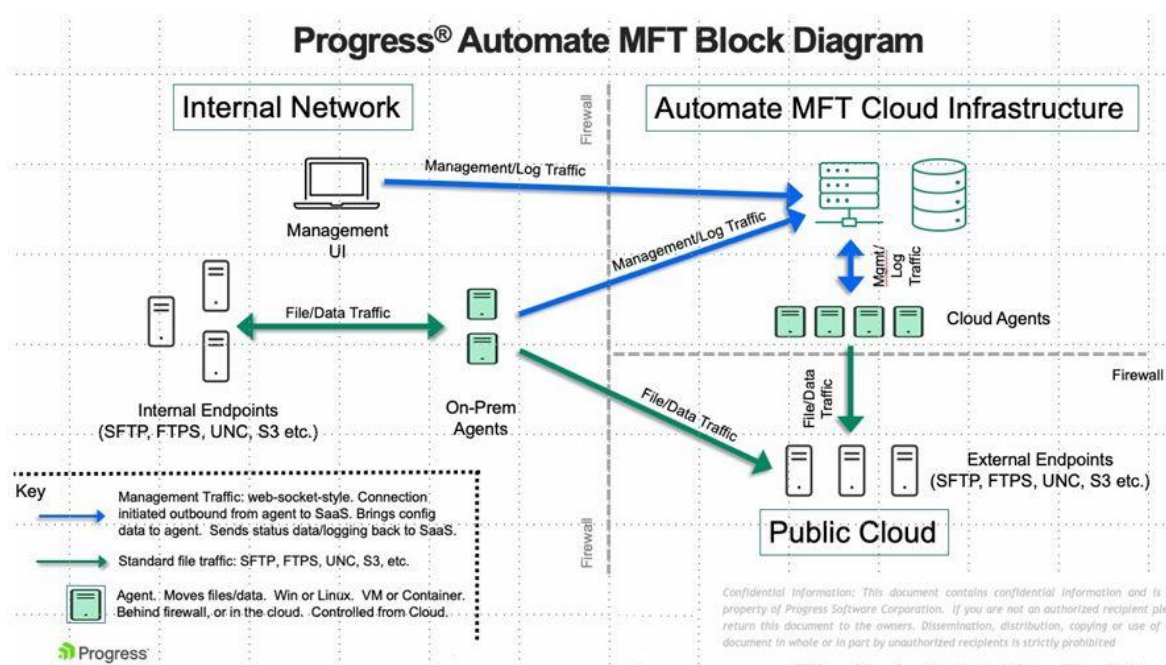 Progress® Automate MFT Block Diagram
Internal Network
Firewall
Automate MFT Cloud Infrastructure
Management/Log Traffic
Management
UI
Management/Log Traffic
Mgmt/
Log
Traffic
File/Data Traffic
Cloud Agents
Firewall
Internal Endpoints
(SFTP, FTPS, UNC, S3 etc.)
On-Prem
Agents
File/Data Traffic
File/Data
Traffic
External Endpoints
(SFTP, FTPS, UNC, S3 etc.)
Public Cloud
Firewall
Key
Management Traffic: web-socket-style. Connection
initiated outbound from agent to SaaS. Brings config
data to agent. Sends status data/logging back to SaaS.
Standard file traffic: SFTP, FTPS, UNC, S3, etc.
Agent. Moves files/data. Win or Linux. VM or Container.
Behind firewall, or in the cloud. Controlled from Cloud.
Progress
Confidential Information: This document contains confidential information and is
property of Progress Software Corporation. If you are not an authorized recipient ple
return this document to the owners. Dissemination, distribution, copying or use of
document in whole or in part by unauthorized recipients is strictly prohibited